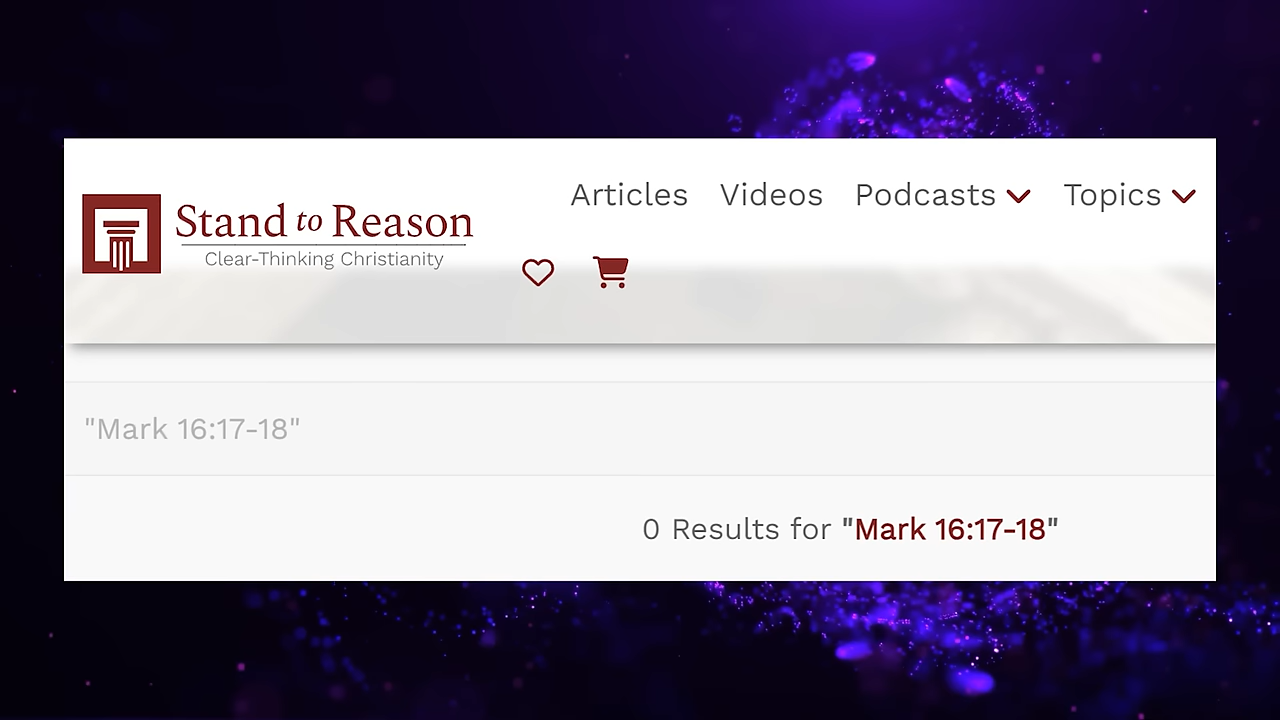 Stand to Reason
Clear-Thinking Christianity
Articles Videos Podcasts Topics
"Mark 16:17-18"
0 Results for "Mark 16:17-18"